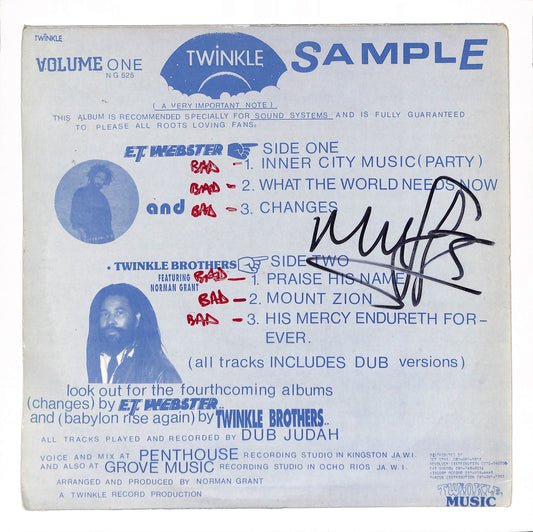 TWINKLE
VOLUME ONE
NG 525
TWINKLE
SAMPLE
(A VERY IMPORTANT NOTE)
THIS ALBUM IS RECOMMENDED SPECIALLY FOR SOUND SYSTEMS AND IS FULLY GUARANTEED
TO PLEASE ALL ROOTS LOVING FANS.
E.T. WEBSTER SIDE ONE
BAD - 1. INNER CITY MUSIC (PARTY)
BAD - 2. WHAT THE WORLD NEEDS NOW
and BAD - 3. CHANGES
• TWINKLE BROTHERS SIDE TWO
FEATURING BAD - 1. PRAISE HIS NAME
NORMAN GRANT BAD - 2. MOUNT ZION
BAD - 3. HIS MERCY ENDURETH FOR-
EVER.
(all tracks INCLUDES DUB versions)
look out for the fourthcoming albums
(changes) by E.T. WEBSTER..
and (babylon rise again) by TWINKLE BROTHERS..
ALL TRACKS PLAYED AND RECORDED BY DUB JUDAH
VOICE AND MIX AT PENTHOUSE RECORDING STUDIO IN KINGSTON JA.W.I.
AND ALSO AT GROVE MUSIC RECORDING STUDIO IN OCHO RIOS JA.W.I.
ARRANGED AND PRODUCED BY NORMAN GRANT
A TWINKLE RECORD PRODUCTION
DISTRIBUTED BY
TWINKLE
MUSIC